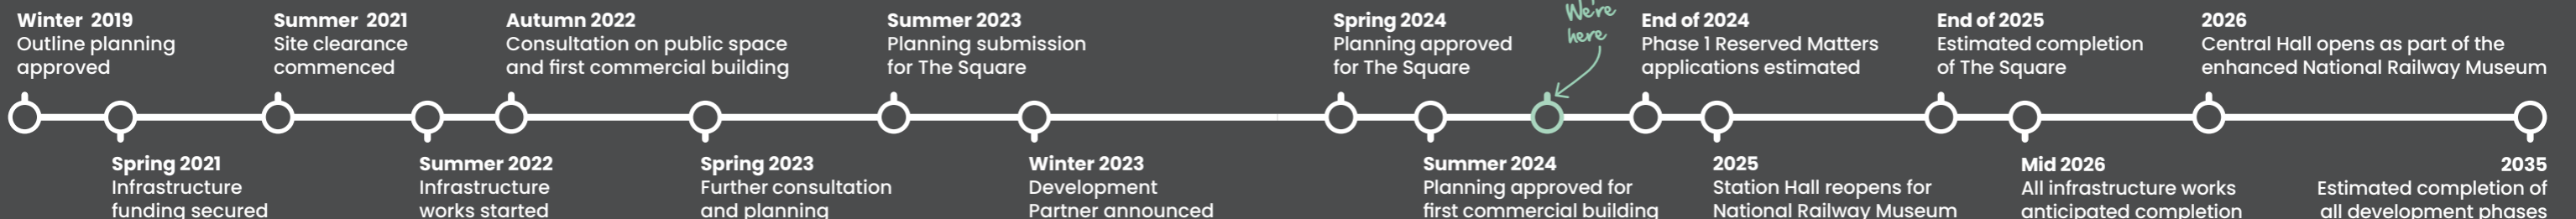 Winter 2019
Outline planning
approved
Summer 2021
Site clearance
commenced
Autumn 2022
Consultation on public space
and first commercial building
Summer 2023
Planning submission
for The Square
Spring 2024
Planning approved
for The Square
We're
here
End of 2024
Phase 1 Reserved Matters
applications estimated
End of 2025
Estimated completion
of The Square
2026
Central Hall opens as part of the
enhanced National Railway Museum
Spring 2021
Infrastructure
funding secured
Summer 2022
Infrastructure
works started
Spring 2023
Further consultation
and planning
Winter 2023
Development
Partner announced
Summer 2024
Planning approved for
first commercial building
2025
Station Hall reopens for
National Railway Museum
Mid 2026
All infrastructure works
anticipated completion
2035
Estimated completion of
all development phases